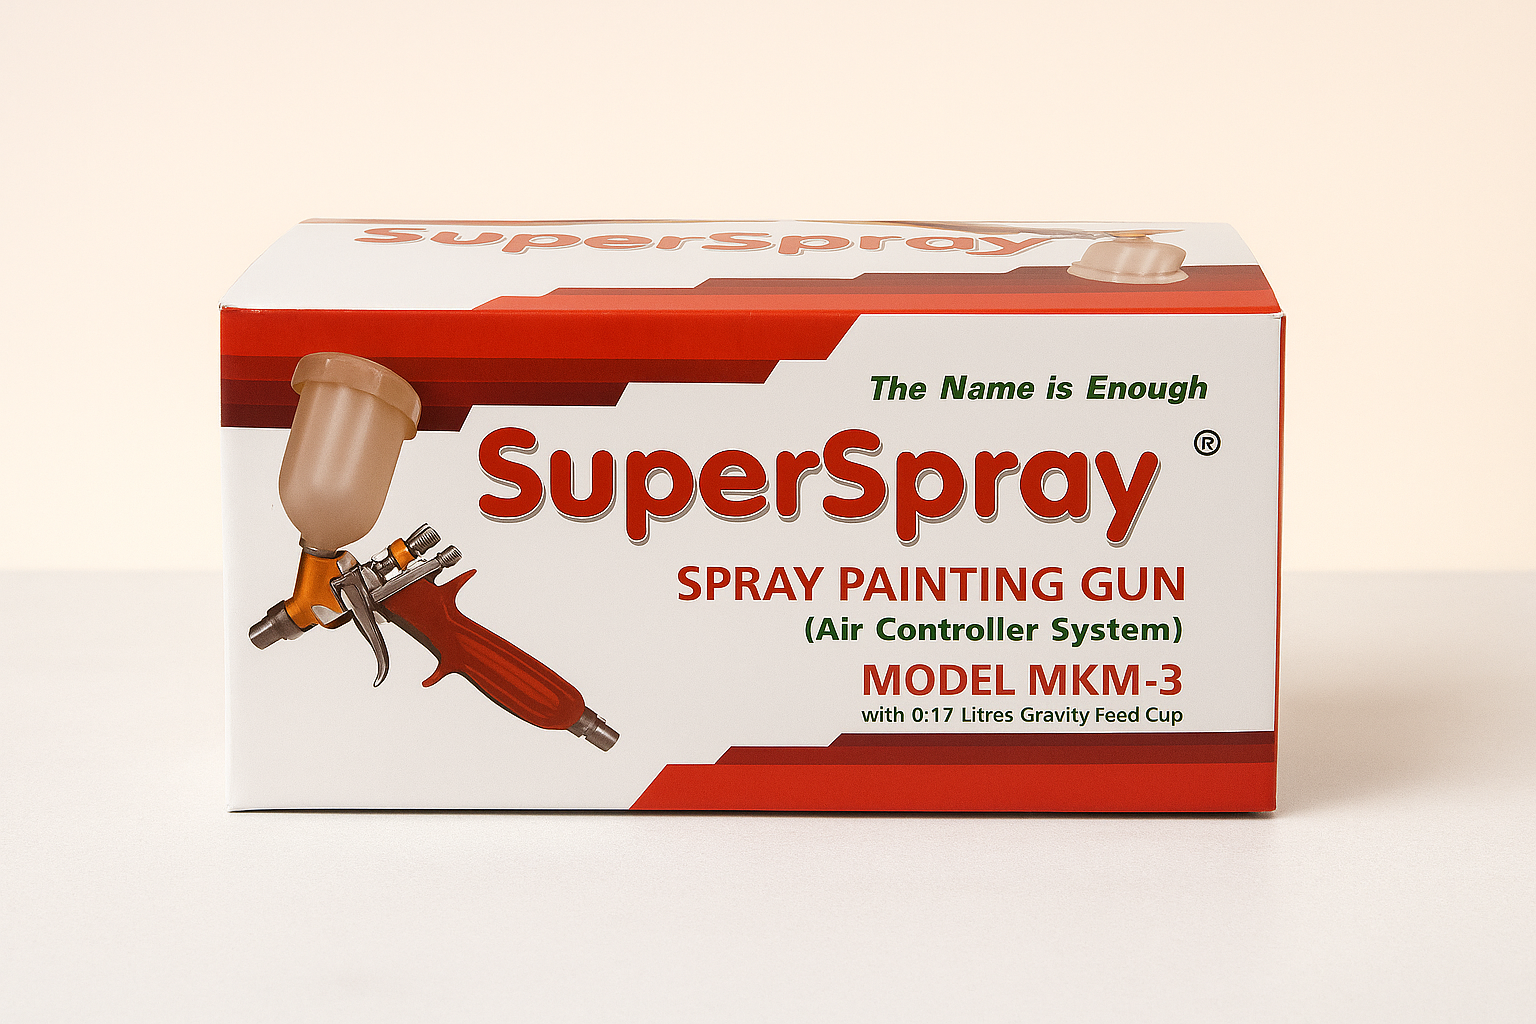 SuperSpray
The Name is Enough
SuperSpray ®
SPRAY PAINTING GUN
(Air Controller System)
MODEL MKM-3
with 0:17 Litres Gravity Feed Cup